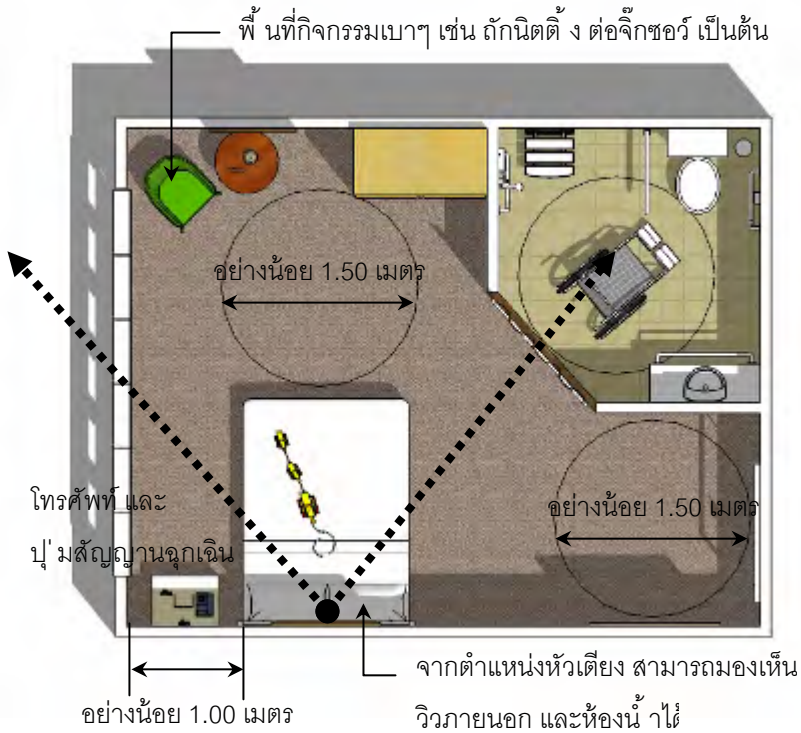 พื้นที่กิจกรรมเบาๆ เช่น ถักนิตติ้ง ต่อจิ๊กซอว์ เป็นต้น
อย่างน้อย 1.50 เมตร
โทรศัพท์ และ
ปุ่มสัญญานฉุกเฉิน
อย่างน้อย 1.50 เมตร
จากตำแหน่งหัวเตียง สามารถมองเห็น
วิวภายนอก และห้องน้ำได้
อย่างน้อย 1.00 เมตร